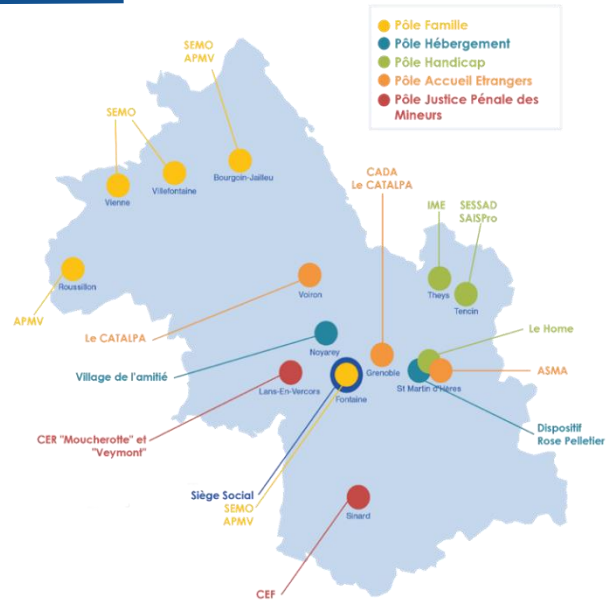 Pôle Famille
Pôle Hébergement
Pôle Handicap
Pôle Accueil Etrangers
Pôle Justice Pénale des
Mineurs
SEMO
APMV
SEMO
Bourgoin-Jailleu
Villefontaine
Vienne
CADA
Le CATALPA
IME
SESSAD
SAISPro
Roussillon
Voiron
Theys
Tencin
APMV
Le CATALPA
Le Home
Noyarey
Village de l'amitié
Grenoble
ASMA
Lans-En-Vercors
Fontaine
St Martin d'Hères
CER "Moucherotte" et
"Veymont"
Dispositif
Rose Pelletier
Siège Social
SEMO
APMV
Sinard
CEF